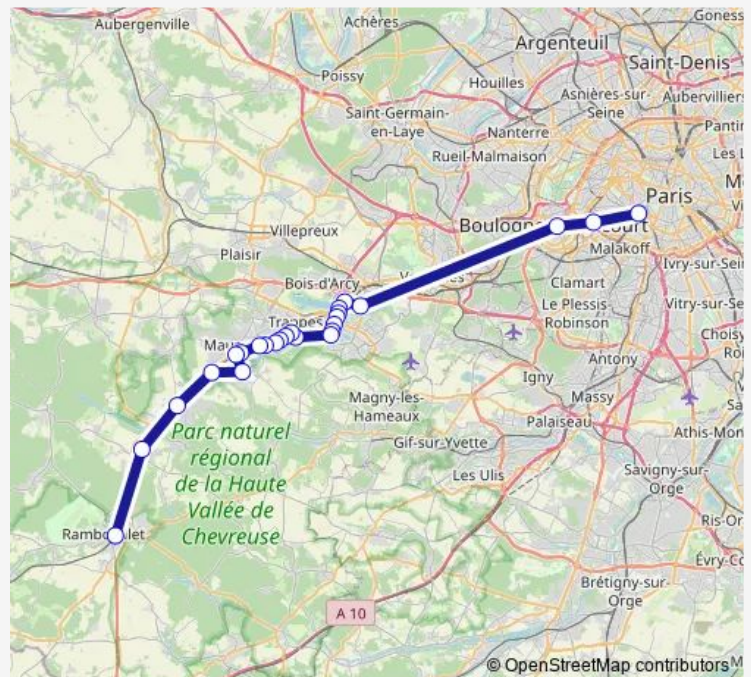 Aubergenville
Achères
Goness
Argenteuil
Saint-Denis
Poissy
Houilles
Asnières-sur-
Seine
Aubervilliers
Saint-Germain-
en-Laye
Nanterre
Pantin
Rueil-Malmaison
Les L
Paris
M
Villepreux
Boulogne
court
Malakoff
Plaisir
Ivry-sur-Sein
Bois-d'Arcy
Clamart
Le Plessis-
Robinson
Vitry-sur-Se
Trappes
Choisy
Antony
Igny
Massy
Magny-les-
Hameaux
Palaiseau
Athis-Mon
Parc naturel
régional
de la Haute
Vallée de
Chevreuse
Gif-sur-Yvette
Les Ulis
Savigny-sur-
Orge
Ris-Or
Évry-Co
Brétigny-sur-
Orge
A 10
© OpenStreetMap contributors